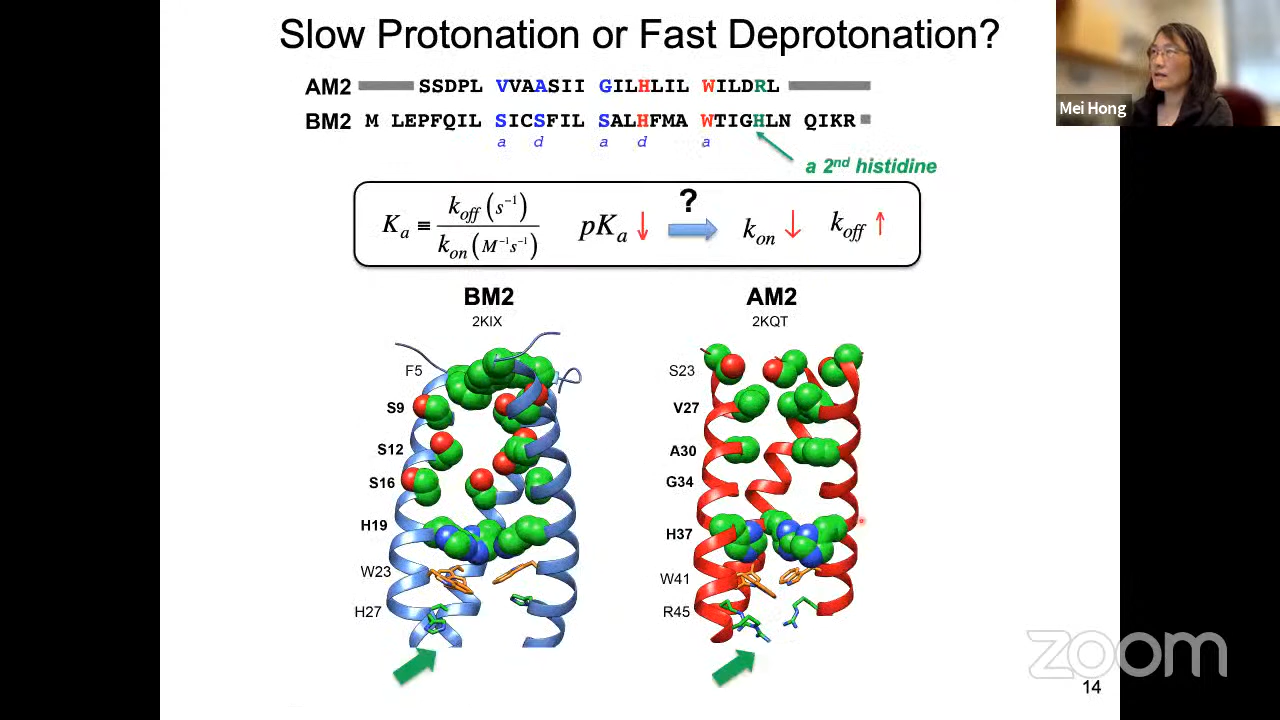 Slow Protonation or Fast Deprotonation?
Mei Hong
AM2 SSDPL VVAASII GILHLIL WILDRL
BM2 M LEPFQIL SICSFIL SALHFMA WTIGHLN QIKR
a d a d a
a 2nd histidine
Ka ≡ koff (s⁻¹) / kon (M⁻¹s⁻¹) pKa ↓ ? kon ↓ koff ↑
BM2
2KIX
F5
S9
S12
S16
H19
W23
H27
AM2
2KQT
S23
V27
A30
G34
H37
W41
R45
zoom
14